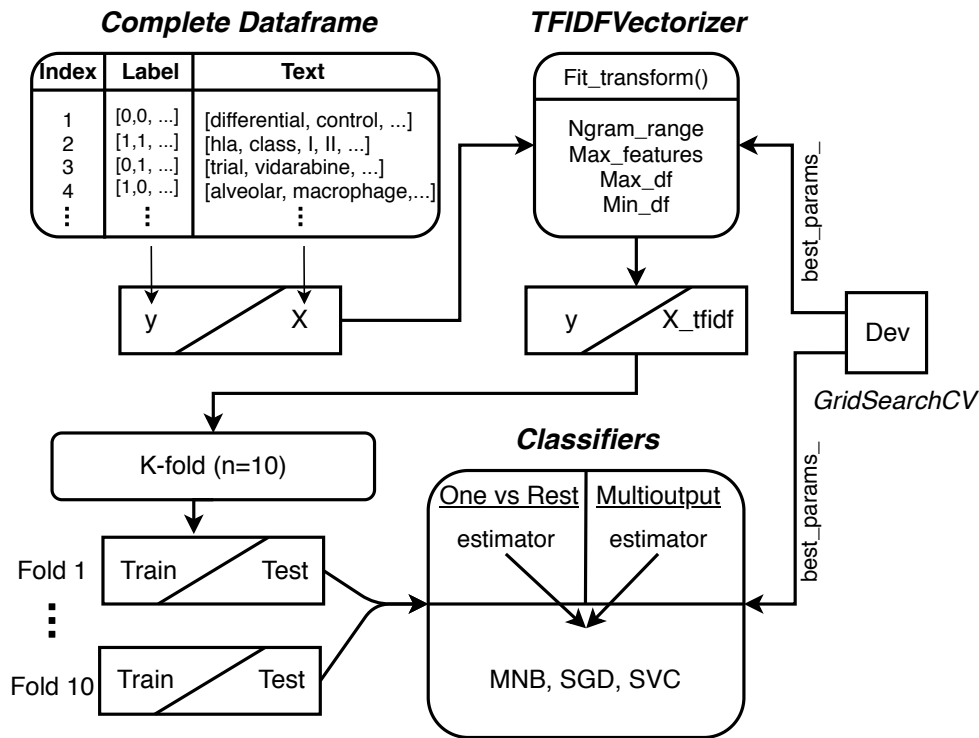 Complete Dataframe
TFIDFVectorizer
Index Label Text
1 [0,0, ...] [differential, control, ...]
2 [1,1, ...] [hla, class, I, II, ...]
3 [0,1, ...] [trial, vidarabine, ...]
4 [1,0, ...] [alveolar, macrophage,...]
Fit_transform()
Ngram_range
Max_features
Max_df
Min_df
best_params_
y X
y X_tfidf
Dev
GridSearchCV
best_params_
K-fold (n=10)
Classifiers
One vs Rest Multioutput
estimator estimator
MNB, SGD, SVC
Fold 1 Train Test
Fold 10 Train Test